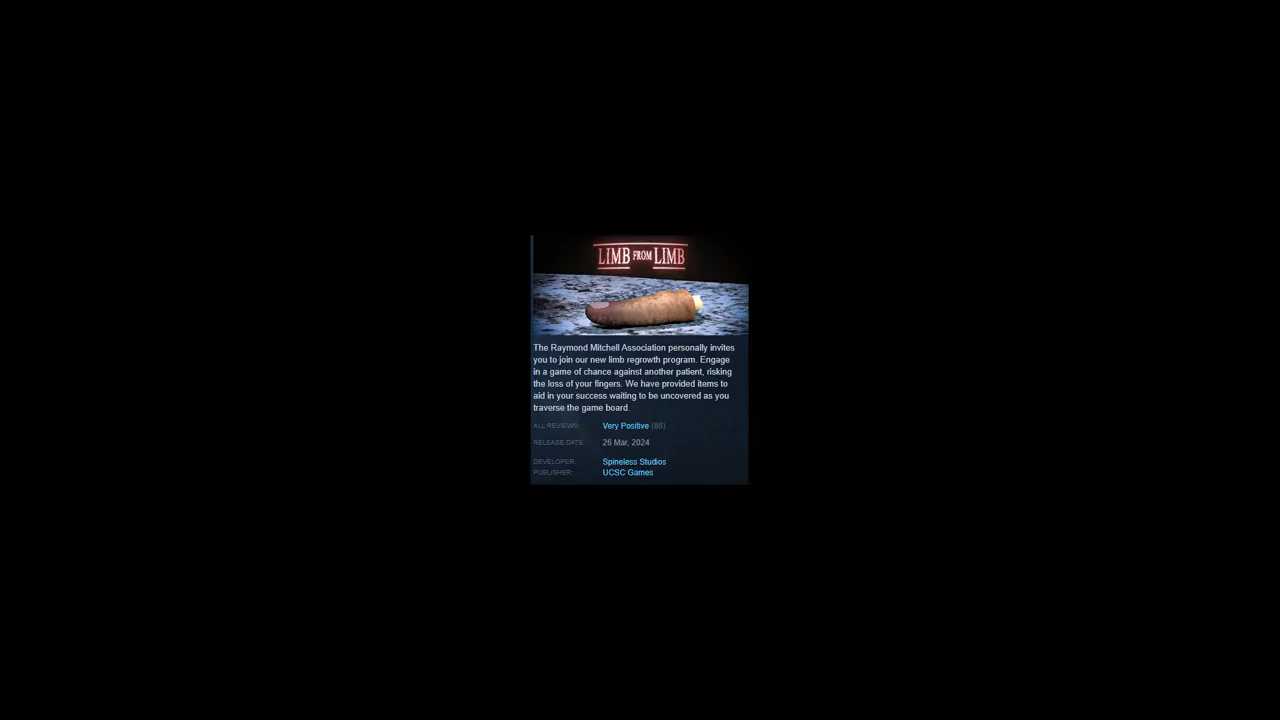 LIMB FROM LIMB
The Raymond Mitchell Association personally invites
you to join our new limb regrowth program. Engage
in a game of chance against another patient, risking
the loss of your fingers. We have provided items to
aid in your success waiting to be uncovered as you
traverse the game board.
ALL REVIEWS: Very Positive (88)
RELEASE DATE: 26 Mar, 2024
DEVELOPER: Spineless Studios
PUBLISHER: UCSC Games